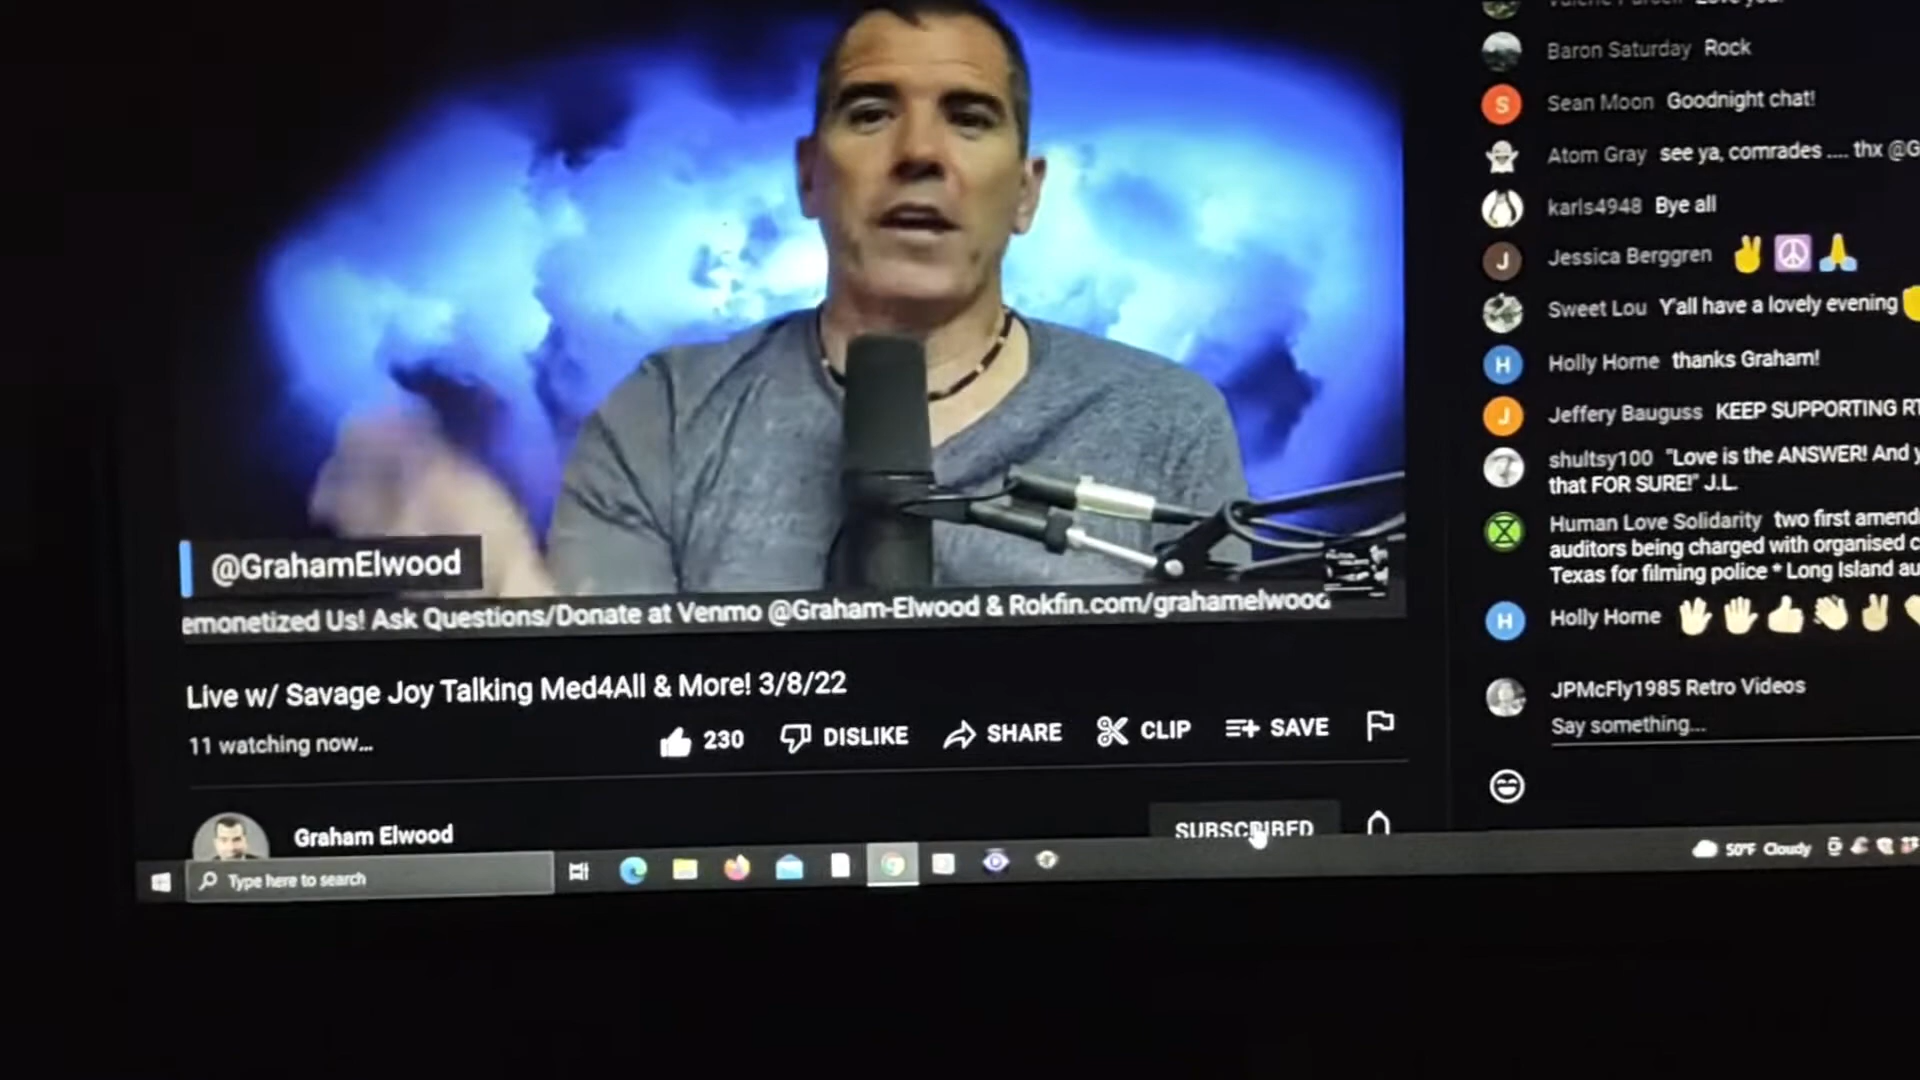 @GrahamElwood
emonetized Us! Ask Questions/Donate at Venmo @Graham-Elwood & Rokfin.com/grahamelwood
Live w/ Savage Joy Talking Med4All & More! 3/8/22
11 watching now...
230 DISLIKE SHARE CLIP SAVE
Graham Elwood
SUBSCRIBED
Type here to search
50°F Cloudy
Baron Saturday Rock
S Sean Moon Goodnight chat!
Atom Gray see ya, comrades .... thx @G
karls4948 Bye all
J Jessica Berggren
Sweet Lou Y'all have a lovely evening
H Holly Horne thanks Graham!
J Jeffery Bauguss KEEP SUPPORTING RT
shultsy100 "Love is the ANSWER! And y
that FOR SURE!" J.L.
Human Love Solidarity two first amend
auditors being charged with organised c
Texas for filming police * Long Island au
H Holly Horne
JPMcFly1985 Retro Videos
Say something...